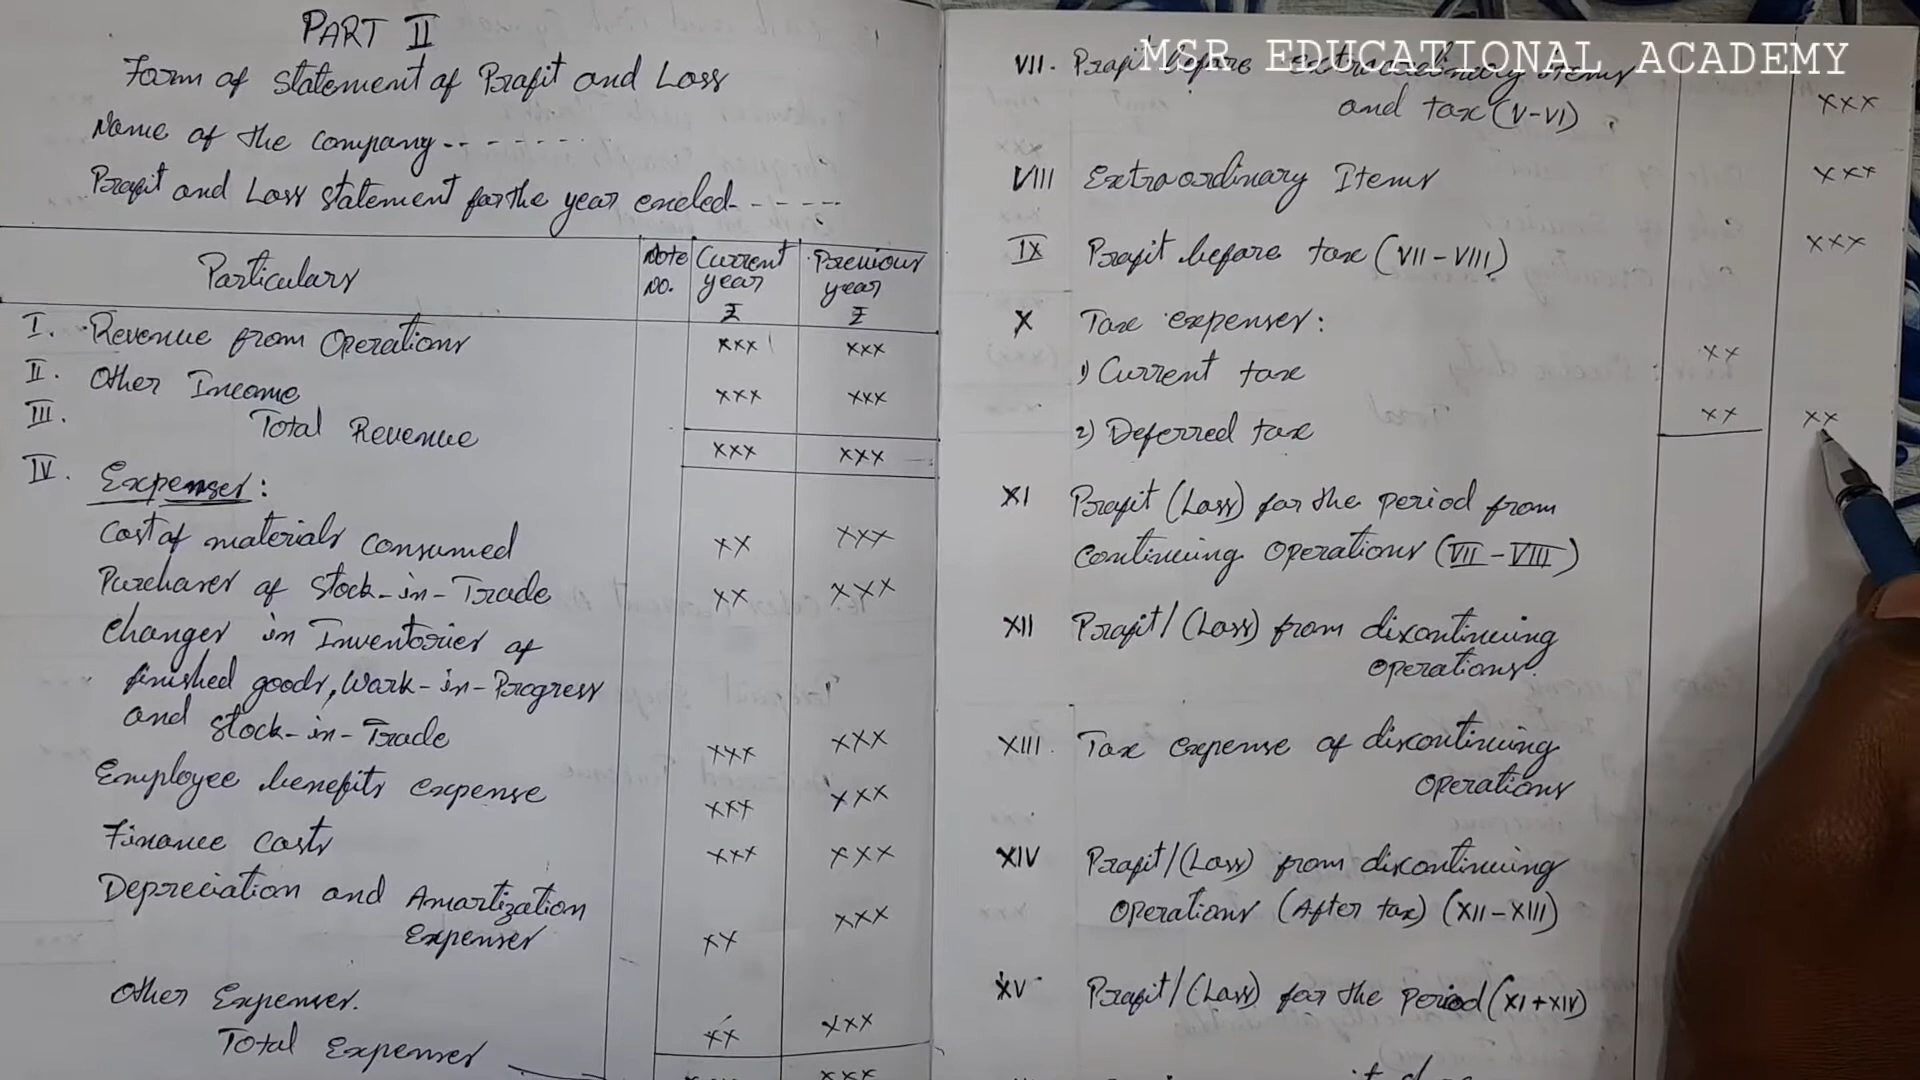 PART II
Form of Statement of Profit and Loss
Name of the Company--------
Profit and Loss Statement for the year ended------
Particulars
Note No.
Current year ₹
Previous year ₹
I. Revenue from Operations xxx xxx
II. Other Income xxx xxx
III. Total Revenue xxx xxx
IV. Expenses:
Cost of materials Consumed xx xxx
Purchases of Stock-in-Trade xx xxx
Changes in Inventories of
finished goods, Work-in-Progress
and Stock-in-Trade xxx xxx
Employee benefits expense xxx xxx
Finance Costs xxx xxx
Depreciation and Amortization
Expenses xx xxx
Other Expenses. xx xxx
Total Expenses xxx
MSR EDUCATIONAL ACADEMY
VII. Profit before extraordinary items
and tax (V-VI) xxx
VIII Extraordinary Items xxx
IX Profit before tax (VII-VIII) xxx
X Tax expenses:
1) Current tax xx
2) Deferred tax xx xx
XI Profit (Loss) for the period from
Continuing Operations (VII-VIII)
XII Profit/(Loss) from discontinuing
Operations.
XIII. Tax expense of discontinuing
Operations
XIV Profit/(Loss) from discontinuing
Operations (After tax) (XII-XIII)
XV Profit/(Loss) for the period (XI+XIV)